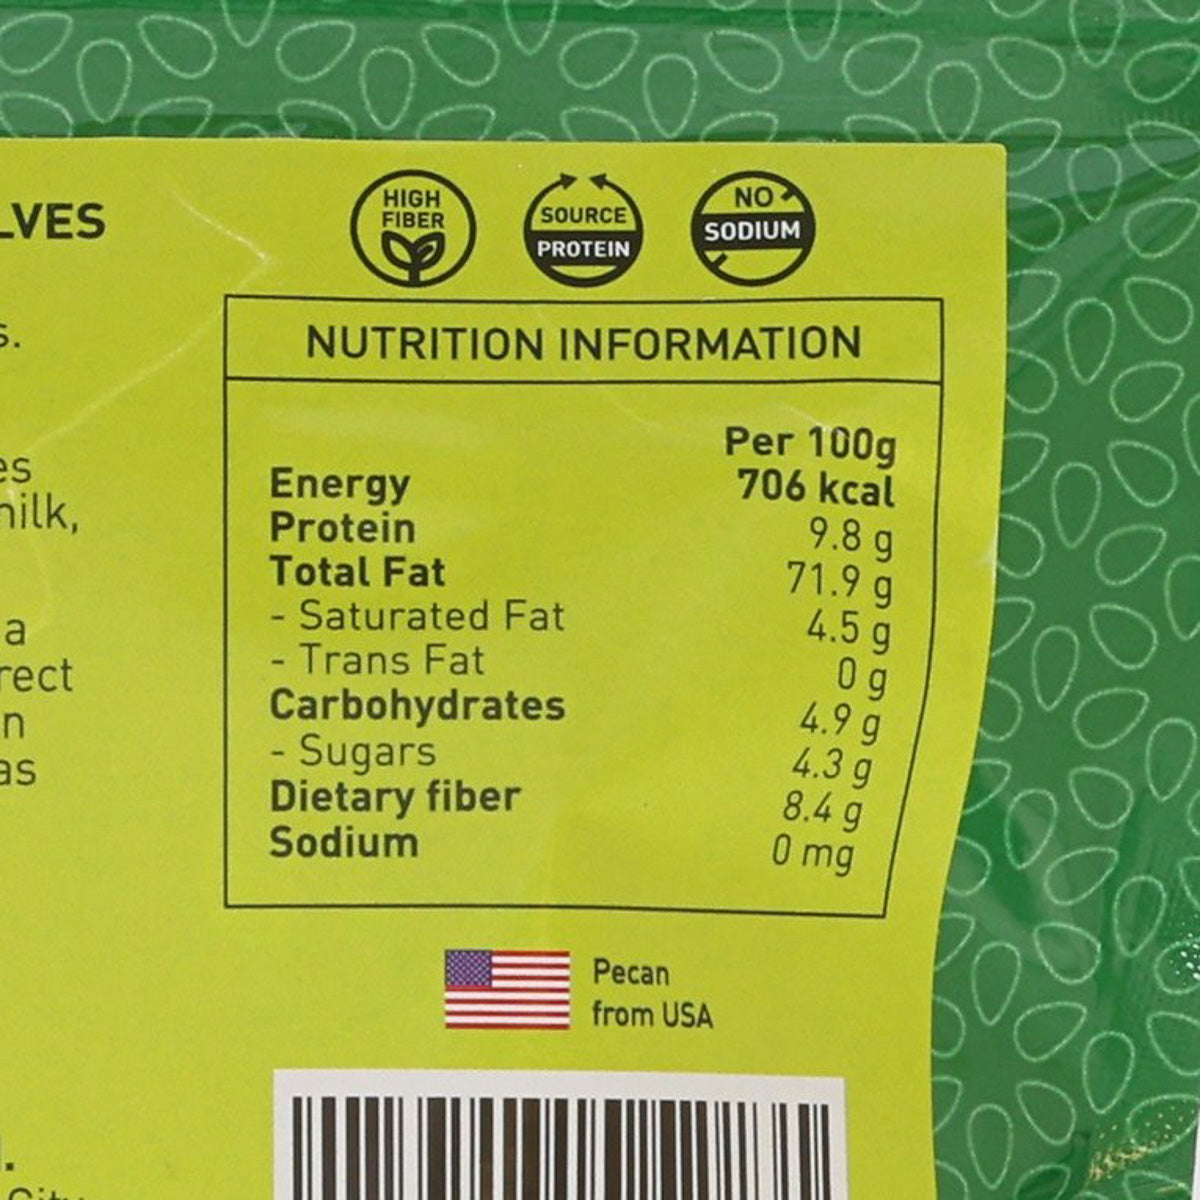 LVES
s.
es
milk,
a
rect
n
as
HIGH
FIBER
SOURCE
PROTEIN
NO
SODIUM
NUTRITION INFORMATION
Per 100g
Energy 706 kcal
Protein 9.8 g
Total Fat 71.9 g
- Saturated Fat 4.5 g
- Trans Fat 0 g
Carbohydrates 4.9 g
- Sugars 4.3 g
Dietary fiber 8.4 g
Sodium 0 mg
Pecan
from USA